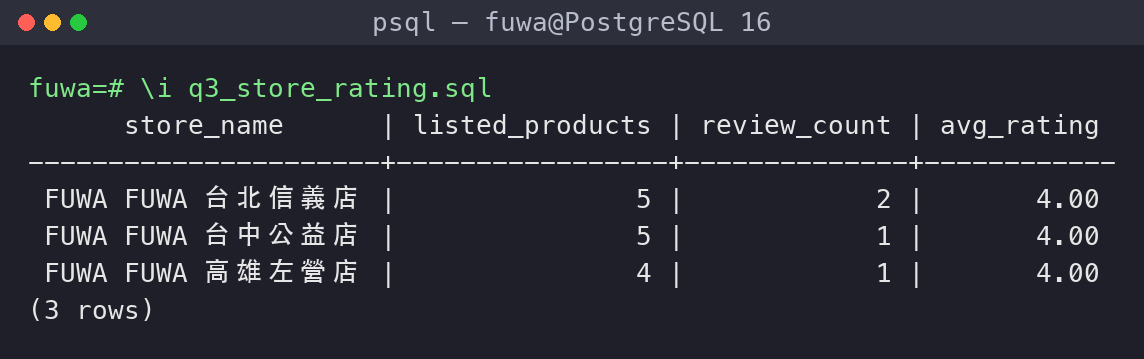 psql — fuwa@PostgreSQL 16
fuwa=# \i q3_store_rating.sql
      store_name      | listed_products | review_count | avg_rating
----------------------+-----------------+--------------+------------
 FUWA FUWA 台北信義店 |               5 |            2 |       4.00
 FUWA FUWA 台中公益店 |               5 |            1 |       4.00
 FUWA FUWA 高雄左營店 |               4 |            1 |       4.00
(3 rows)